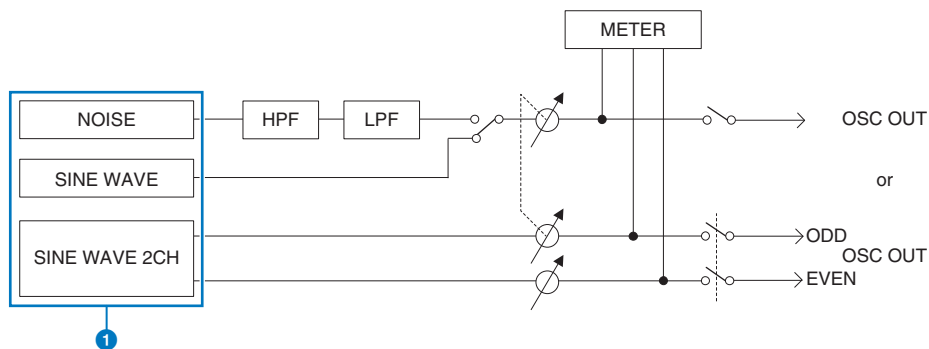 METER
NOISE
HPF
LPF
OSC OUT
SINE WAVE
or
SINE WAVE 2CH
ODD
OSC OUT
EVEN
1